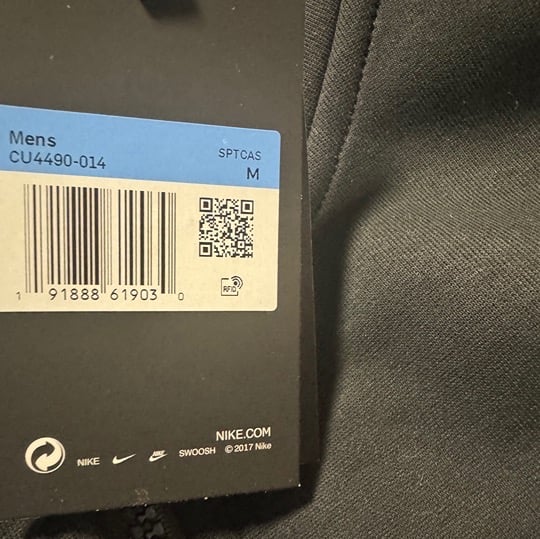 Mens
CU4490-014
SPTCAS
M
1 91888 61903 0
RFID
NIKE.COM
NIKE SWOOSH © 2017 Nike